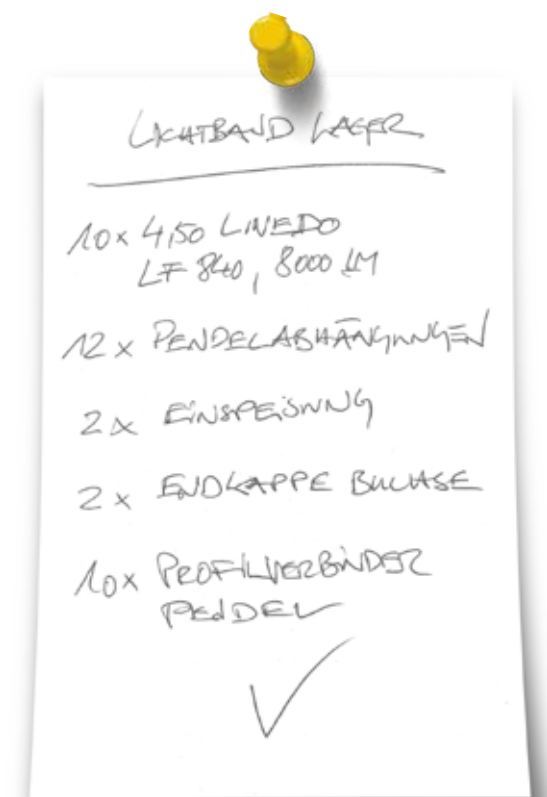 LICHTBAND LAGER
10x 4,50 LINEDO
LF 840, 8000 LM
12x PENDELABHÄNGUNGEN
2x EINSPEISUNG
2x ENDKAPPE BUCHSE
10x PROFILVERBINDER
PENDEL